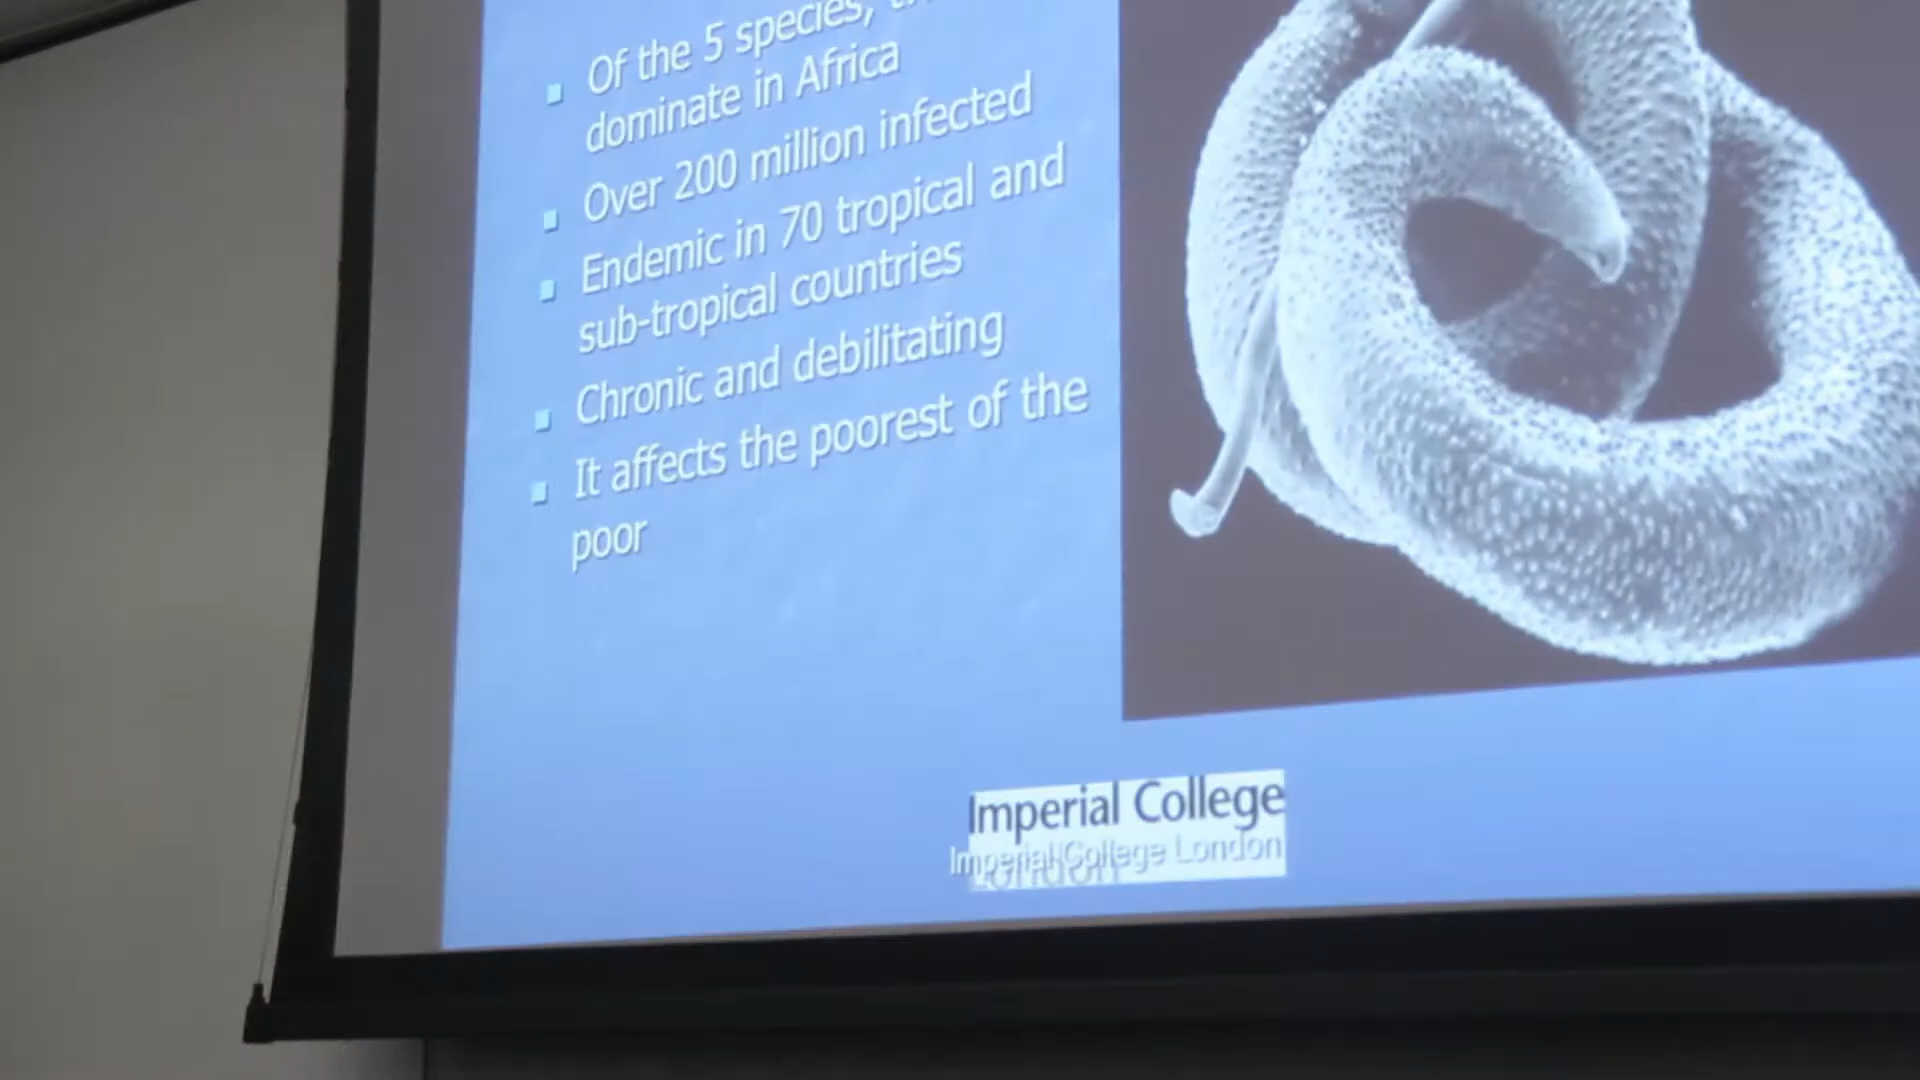 Of the 5 species,
dominate in Africa
Over 200 million infected
Endemic in 70 tropical and
sub-tropical countries
Chronic and debilitating
It affects the poorest of the
poor
Imperial College
Imperial College London
London